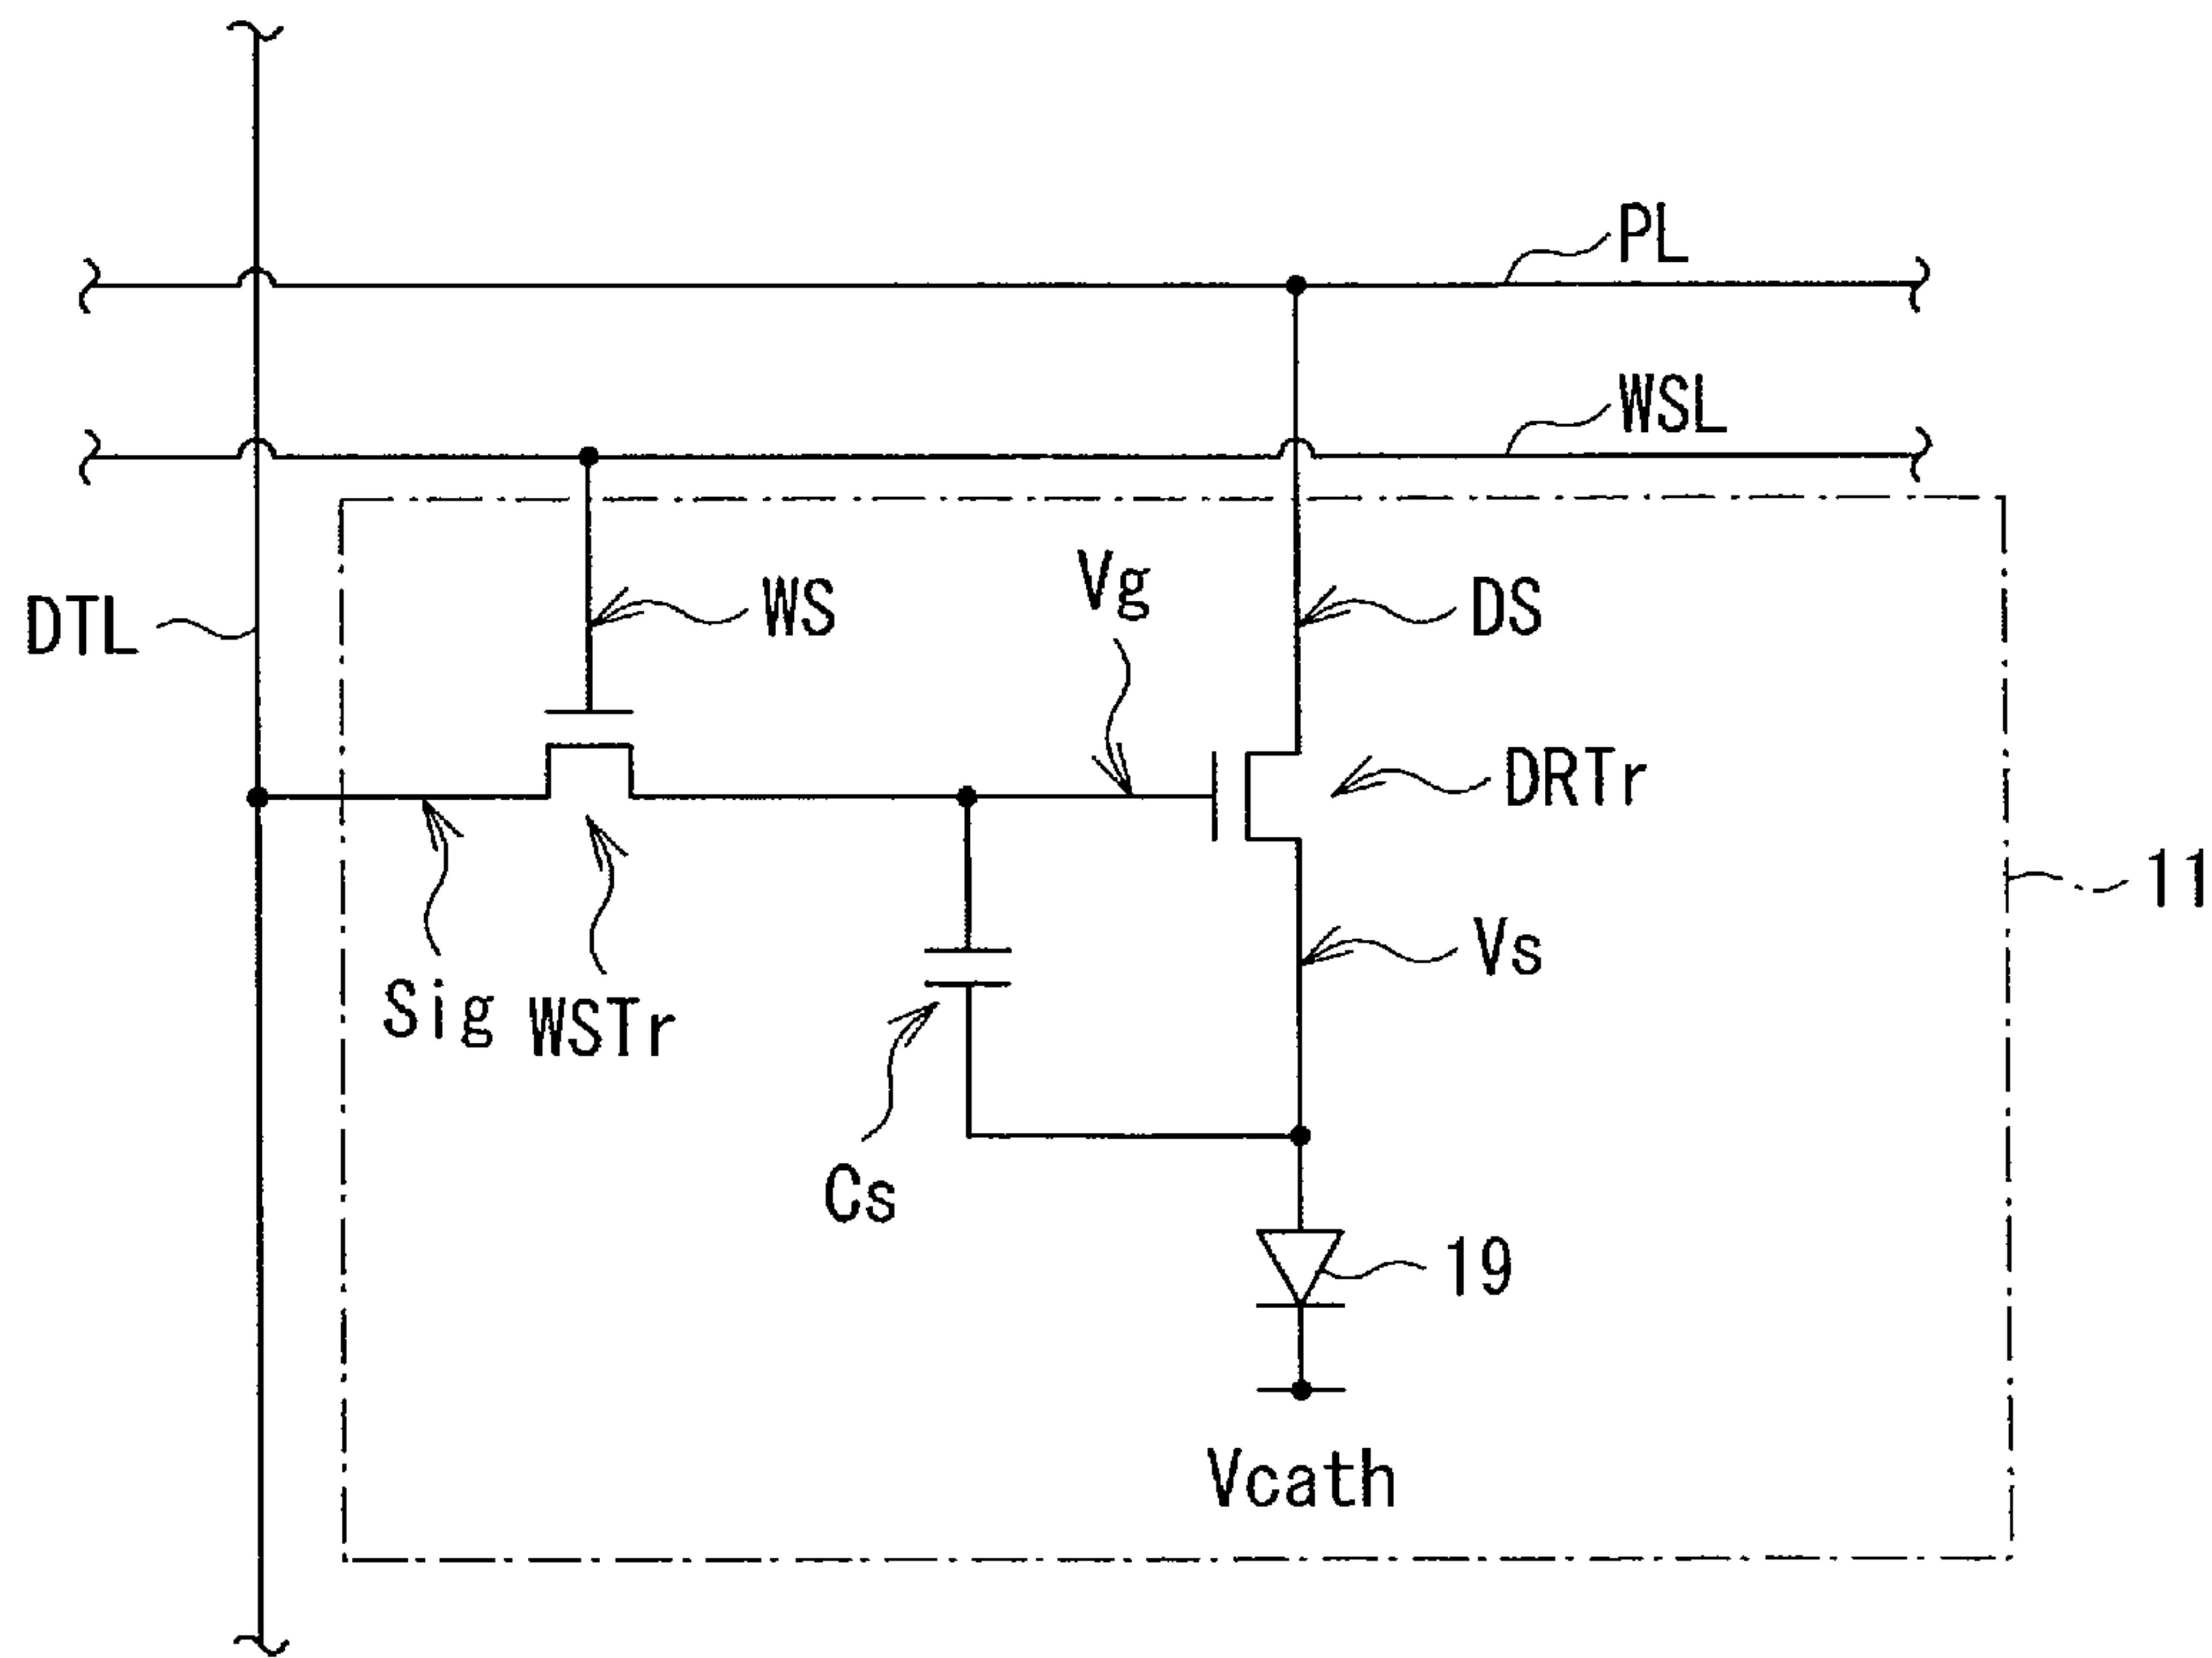 PL
WSL
Vg
WS
DS
DTL
DRTr
11
Vs
Sig
WSTr
Cs
19
Vcath